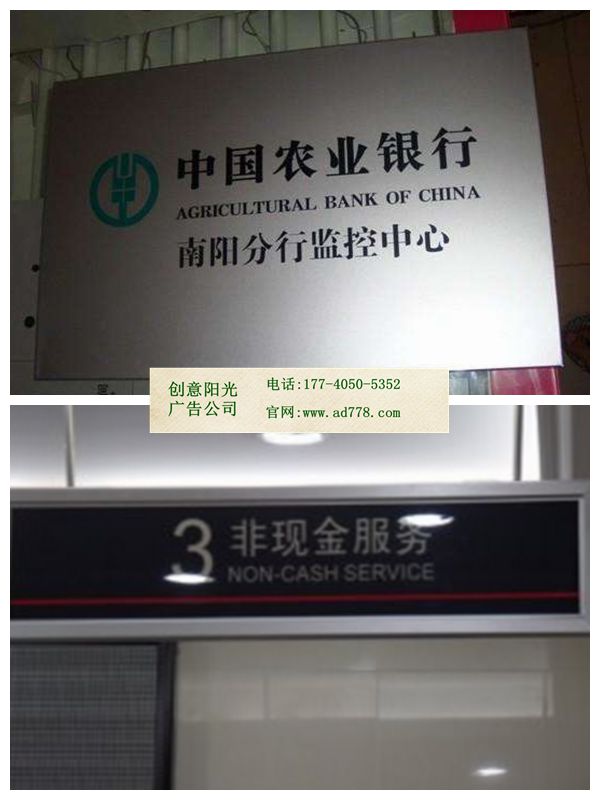 中国农业银行
AGRICULTURAL BANK OF CHINA
南阳分行监控中心
创意阳光
广告公司
电话:177-4050-5352
官网:www.ad778.com
3 非现金服务
NON-CASH SERVICE